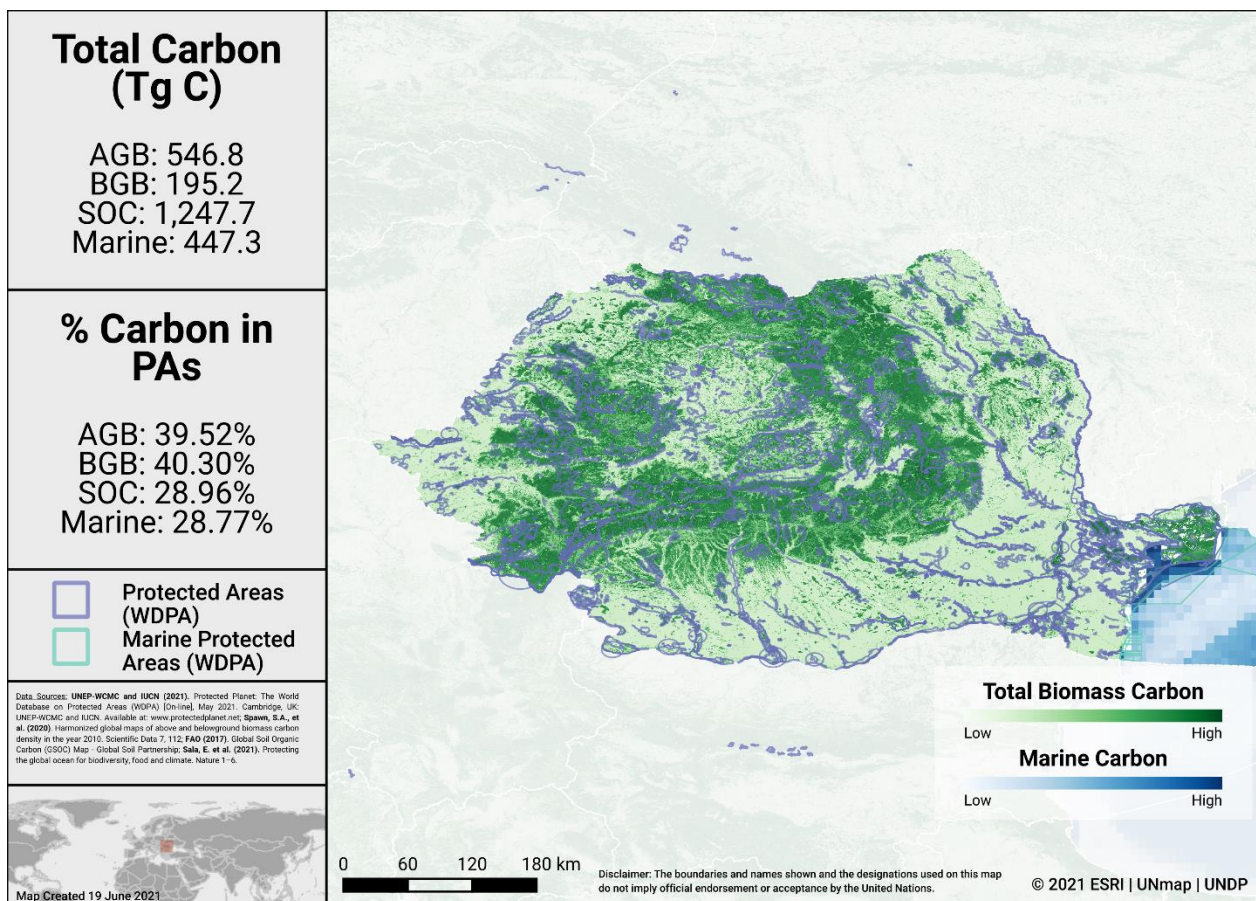 Total Carbon
(Tg C)
AGB: 546.8
BGB: 195.2
SOC: 1,247.7
Marine: 447.3
% Carbon in
PAs
AGB: 39.52%
BGB: 40.30%
SOC: 28.96%
Marine: 28.77%
Protected Areas
(WDPA)
Marine Protected
Areas (WDPA)
Data Sources: UNEP-WCMC and IUCN (2021). Protected Planet: The World
Database on Protected Areas (WDPA) [On-line], May 2021. Cambridge, UK:
UNEP-WCMC and IUCN. Available at: www.protectedplanet.net; Spawn, S.A., et
al. (2020). Harmonized global maps of above and belowground biomass carbon
density in the year 2010. Scientific Data 7, 112; FAO (2017). Global Soil Organic
Carbon (GSOC) Map - Global Soil Partnership; Sala, E. et al. (2021). Protecting
the global ocean for biodiversity, food and climate. Nature 1–6.
Map Created 19 June 2021
Total Biomass Carbon
Low High
Marine Carbon
Low High
0 60 120 180 km
Disclaimer: The boundaries and names shown and the designations used on this map
do not imply official endorsement or acceptance by the United Nations.
© 2021 ESRI | UNmap | UNDP